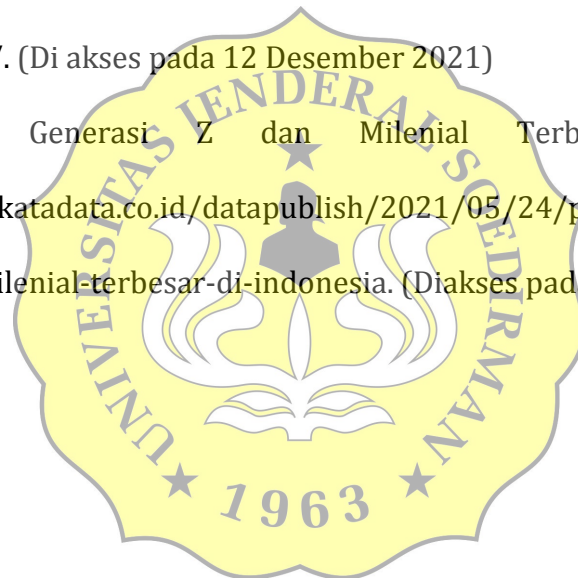 . (Di akses pada 12 Desember 2021)
Generasi Z dan Milenial Terb
katadata.co.id/datapublish/2021/05/24/p
ilenial-terbesar-di-indonesia. (Diakses pad
UNIVERSITAS JENDERAL SOEDIRMAN
1963